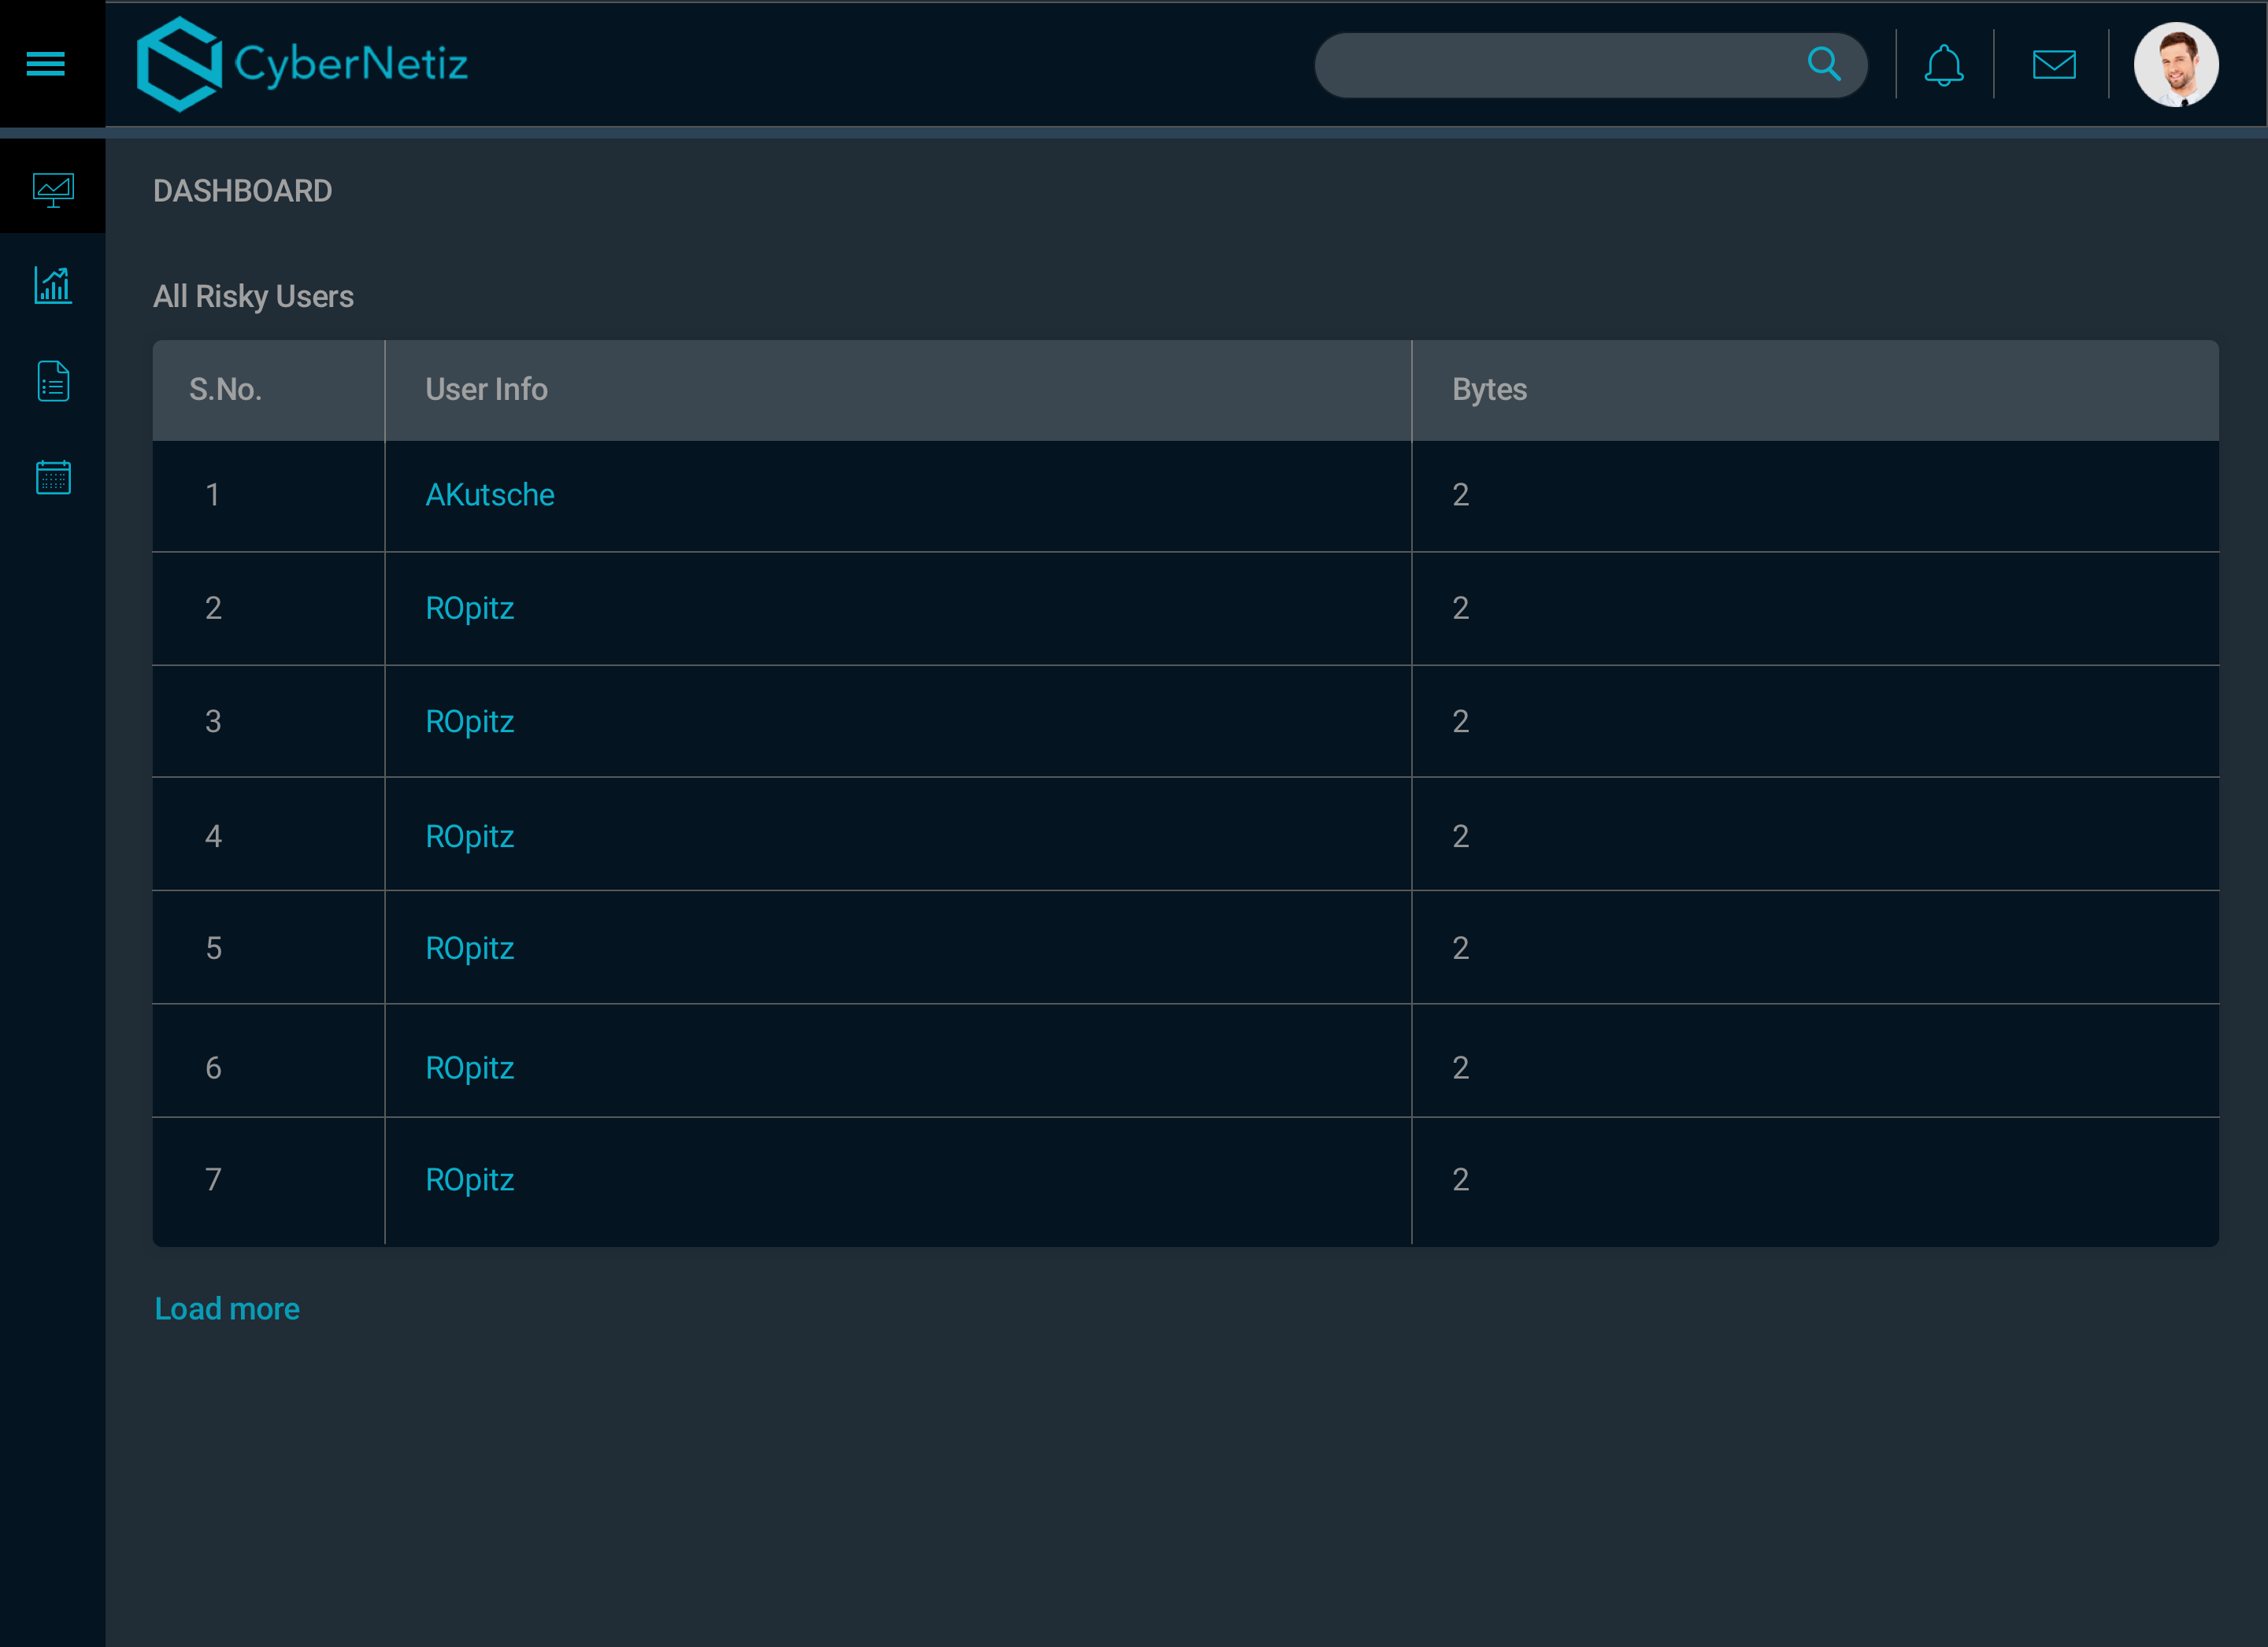 CyberNetiz
DASHBOARD
All Risky Users
S.No. User Info Bytes
1 AKutsche 2
2 ROpitz 2
3 ROpitz 2
4 ROpitz 2
5 ROpitz 2
6 ROpitz 2
7 ROpitz 2
Load more